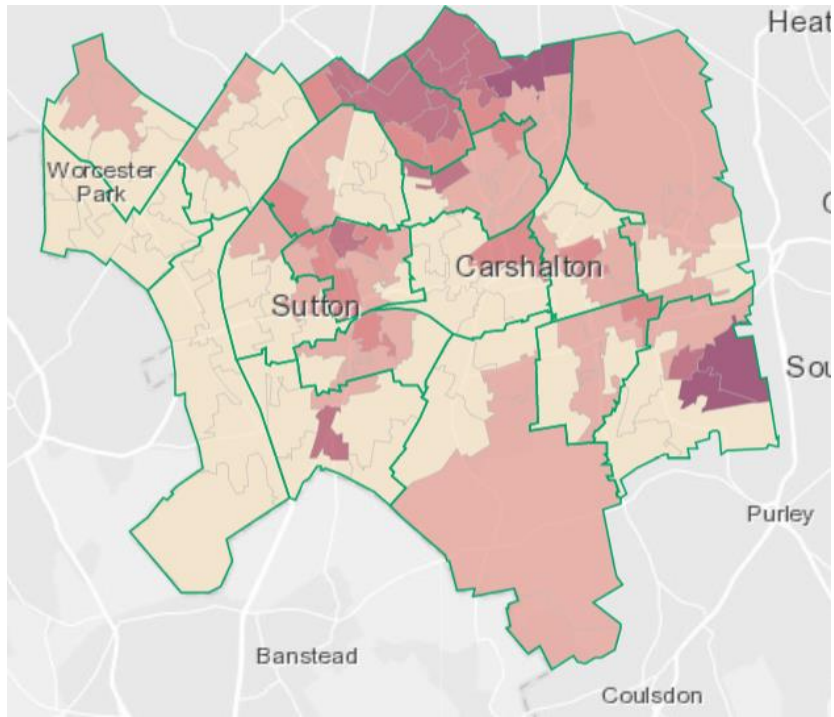 Heat
Worcester
Park
C
Carshalton
Sutton
Sou
Purley
Banstead
Coulsdon